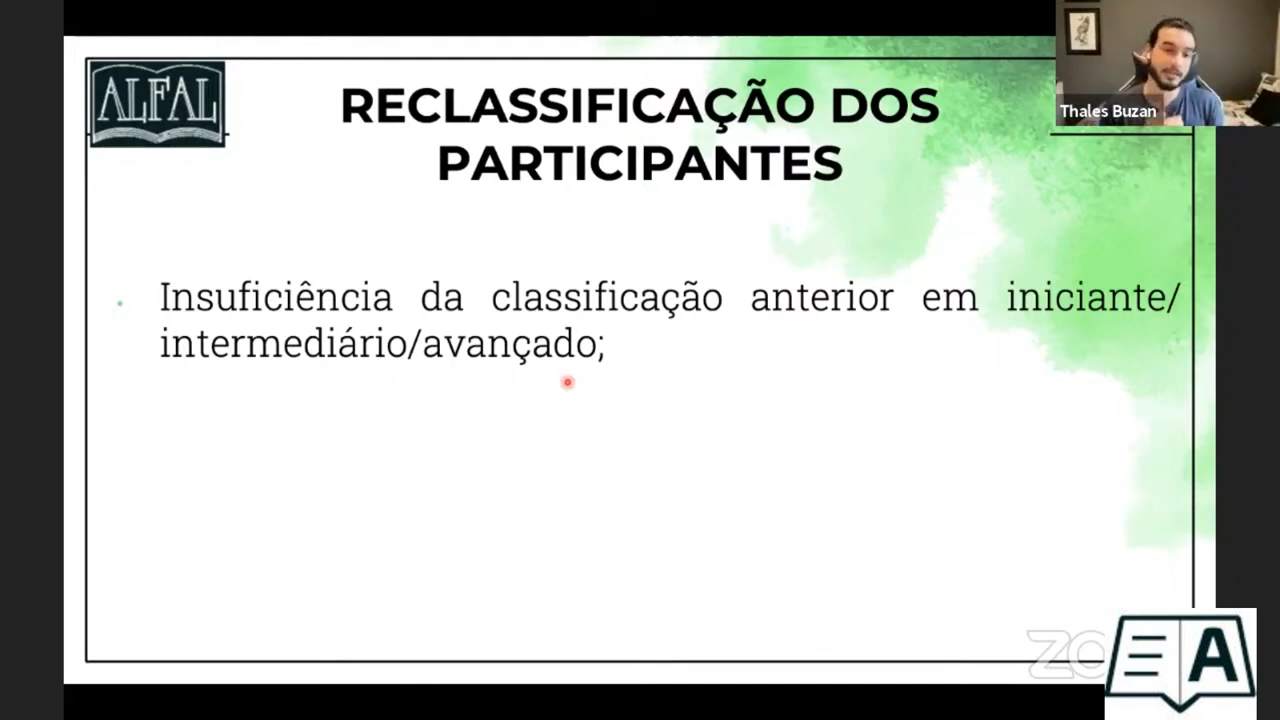 ALFAL
RECLASSIFICAÇÃO DOS
PARTICIPANTES
Thales Buzan
Insuficiência da classificação anterior em iniciante/
intermediário/avançado;
A